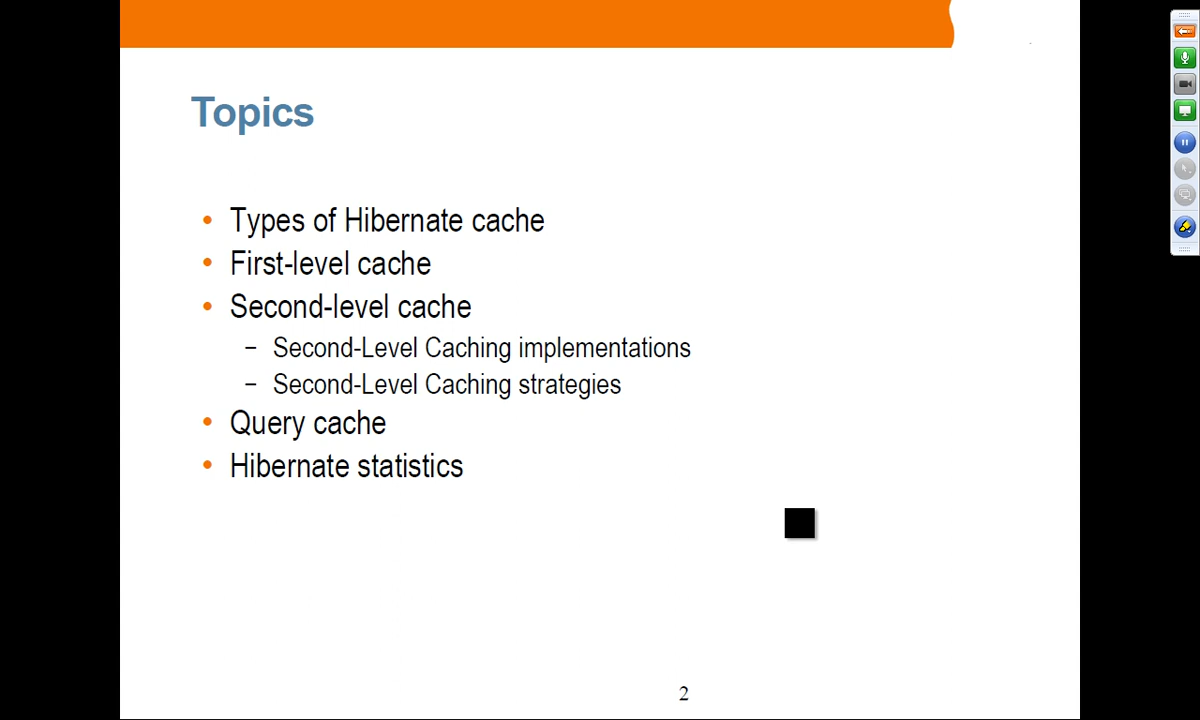 Topics
• Types of Hibernate cache
• First-level cache
• Second-level cache
– Second-Level Caching implementations
– Second-Level Caching strategies
• Query cache
• Hibernate statistics
2